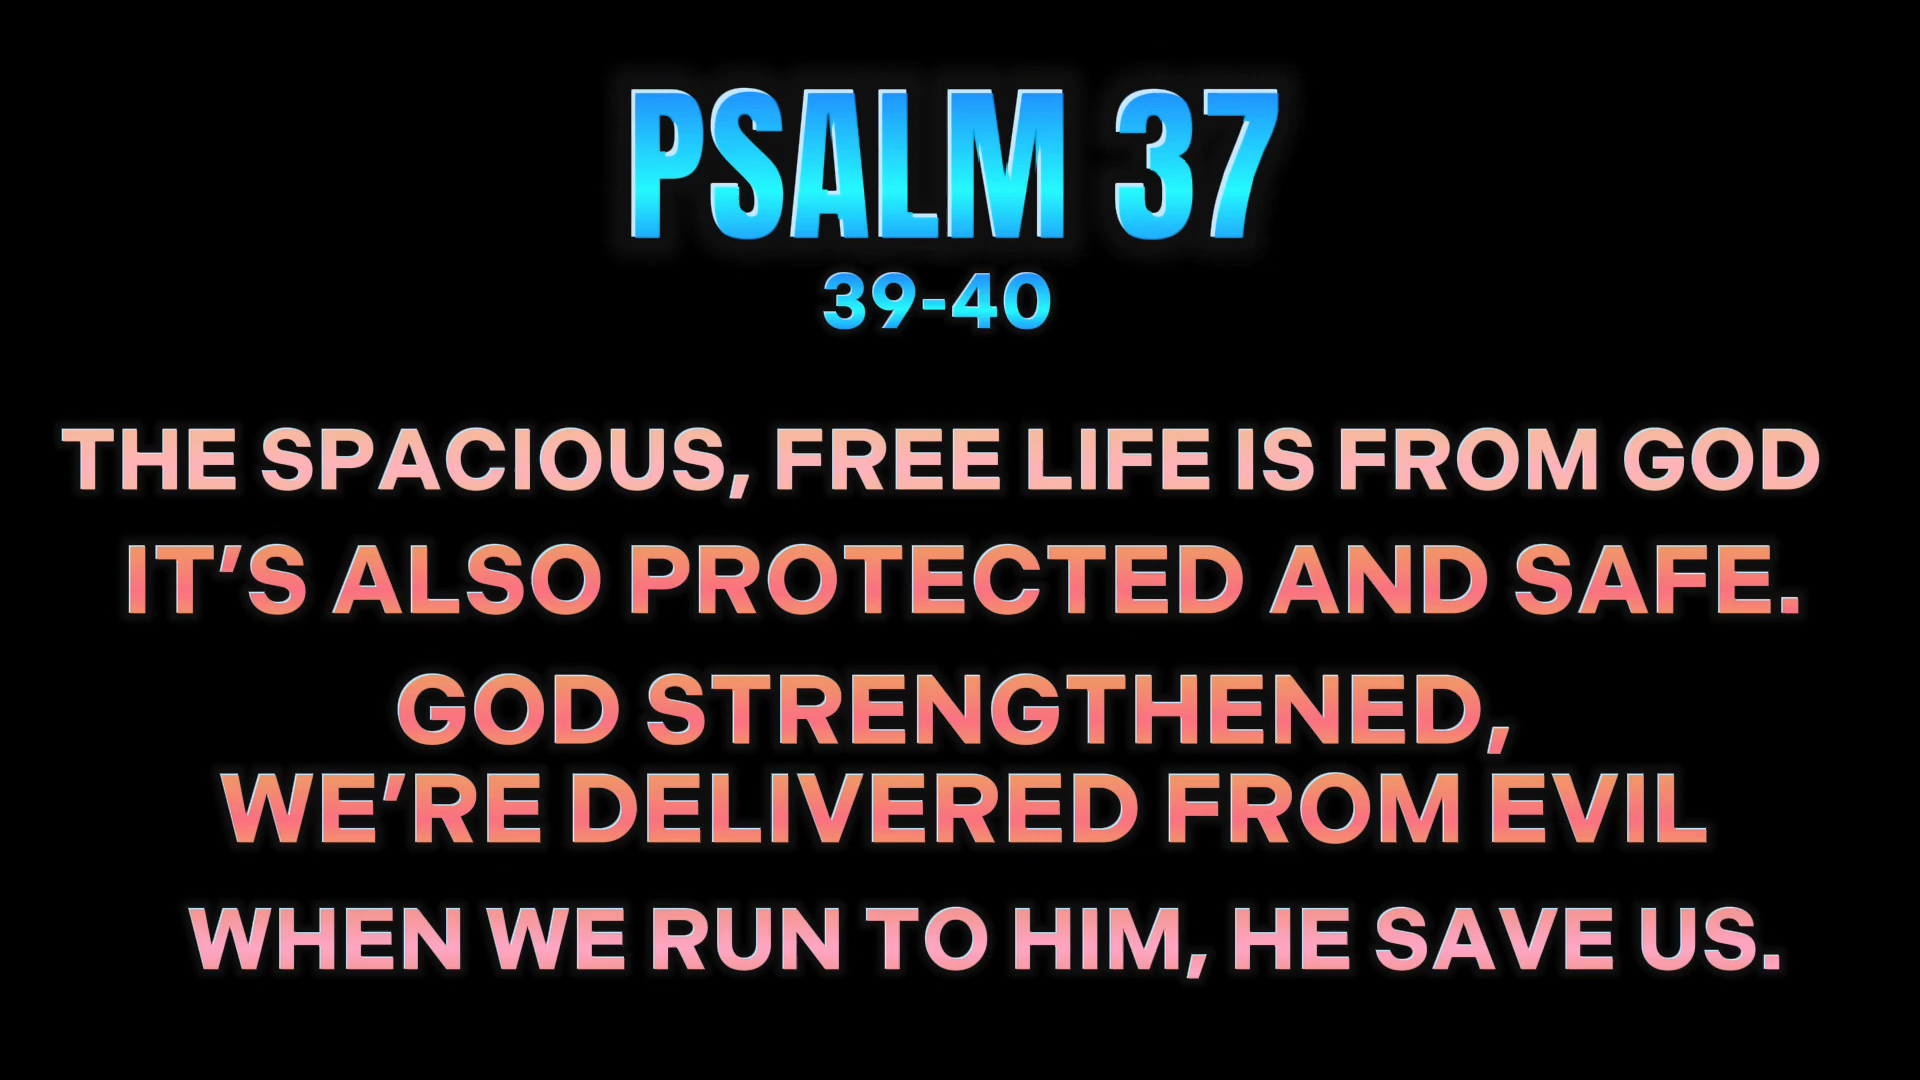 PSALM 37
39-40
THE SPACIOUS, FREE LIFE IS FROM GOD
IT’S ALSO PROTECTED AND SAFE.
GOD STRENGTHENED,
WE’RE DELIVERED FROM EVIL
WHEN WE RUN TO HIM, HE SAVE US.